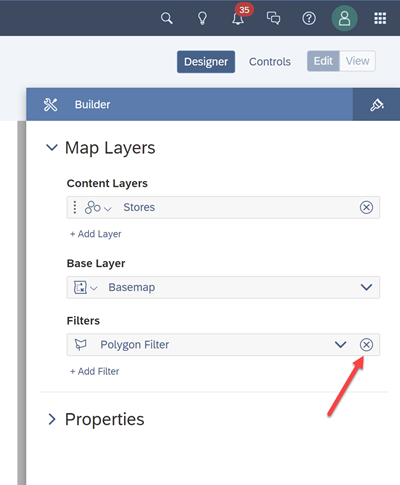 35
Designer Controls Edit View
Builder
Map Layers
Content Layers
Stores
+ Add Layer
Base Layer
Basemap
Filters
Polygon Filter
+ Add Filter
Properties